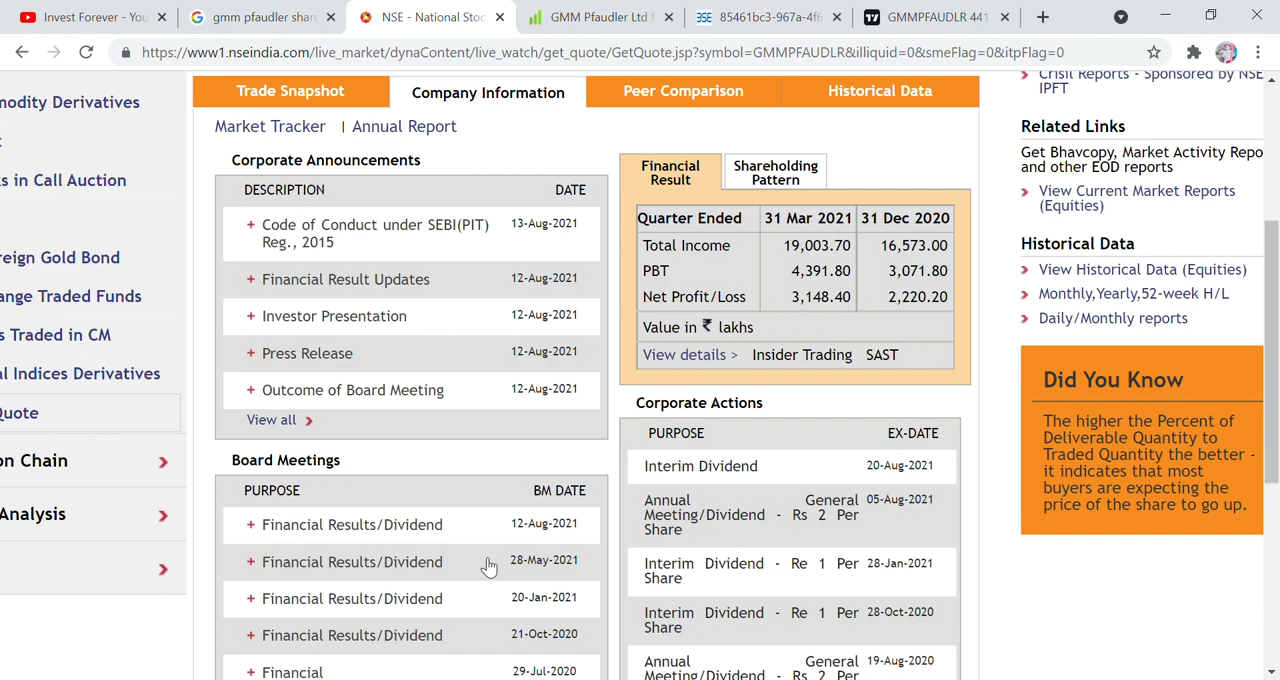 Invest Forever - You
gmm pfaudler share
NSE - National Stoc
GMM Pfaudler Ltd f
85461bc3-967a-4f6
GMMPFAUDLR 441
https://www1.nseindia.com/live_market/dynaContent/live_watch/get_quote/GetQuote.jsp?symbol=GMMPFAUDLR&illiquid=0&smeFlag=0&itpFlag=0
modity Derivatives
s in Call Auction
reign Gold Bond
ange Traded Funds
s Traded in CM
al Indices Derivatives
Quote
on Chain
Analysis
Trade Snapshot
Company Information
Peer Comparison
Historical Data
Market Tracker | Annual Report
Corporate Announcements
DESCRIPTION DATE
+ Code of Conduct under SEBI(PIT) 13-Aug-2021
Reg., 2015
+ Financial Result Updates 12-Aug-2021
+ Investor Presentation 12-Aug-2021
+ Press Release 12-Aug-2021
+ Outcome of Board Meeting 12-Aug-2021
View all
Board Meetings
PURPOSE BM DATE
+ Financial Results/Dividend 12-Aug-2021
+ Financial Results/Dividend 28-May-2021
+ Financial Results/Dividend 20-Jan-2021
+ Financial Results/Dividend 21-Oct-2020
+ Financial 29-Jul-2020
Financial
Result
Shareholding
Pattern
Quarter Ended 31 Mar 2021 31 Dec 2020
Total Income 19,003.70 16,573.00
PBT 4,391.80 3,071.80
Net Profit/Loss 3,148.40 2,220.20
Value in ₹ lakhs
View details > Insider Trading SAST
Corporate Actions
PURPOSE EX-DATE
Interim Dividend 20-Aug-2021
Annual General 05-Aug-2021
Meeting/Dividend - Rs 2 Per
Share
Interim Dividend - Re 1 Per 28-Jan-2021
Share
Interim Dividend - Re 1 Per 28-Oct-2020
Share
Annual General 19-Aug-2020
Meeting/Dividend - Rs 2 Per
Crisil Reports - Sponsored by NSE
IPFT
Related Links
Get Bhavcopy, Market Activity Repo
and other EOD reports
View Current Market Reports
(Equities)
Historical Data
View Historical Data (Equities)
Monthly,Yearly,52-week H/L
Daily/Monthly reports
Did You Know
The higher the Percent of
Deliverable Quantity to
Traded Quantity the better -
it indicates that most
buyers are expecting the
price of the share to go up.